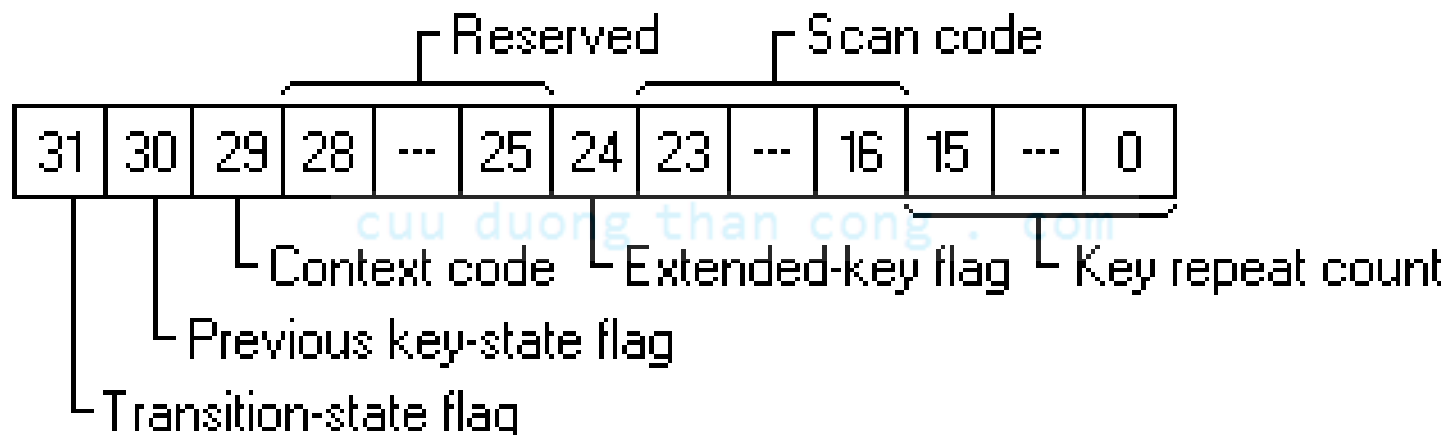 Reserved Scan code
31 30 29 28 --- 25 24 23 --- 16 15 --- 0
cuu duong than cong . com
Context code Extended-key flag Key repeat count
Previous key-state flag
Transition-state flag